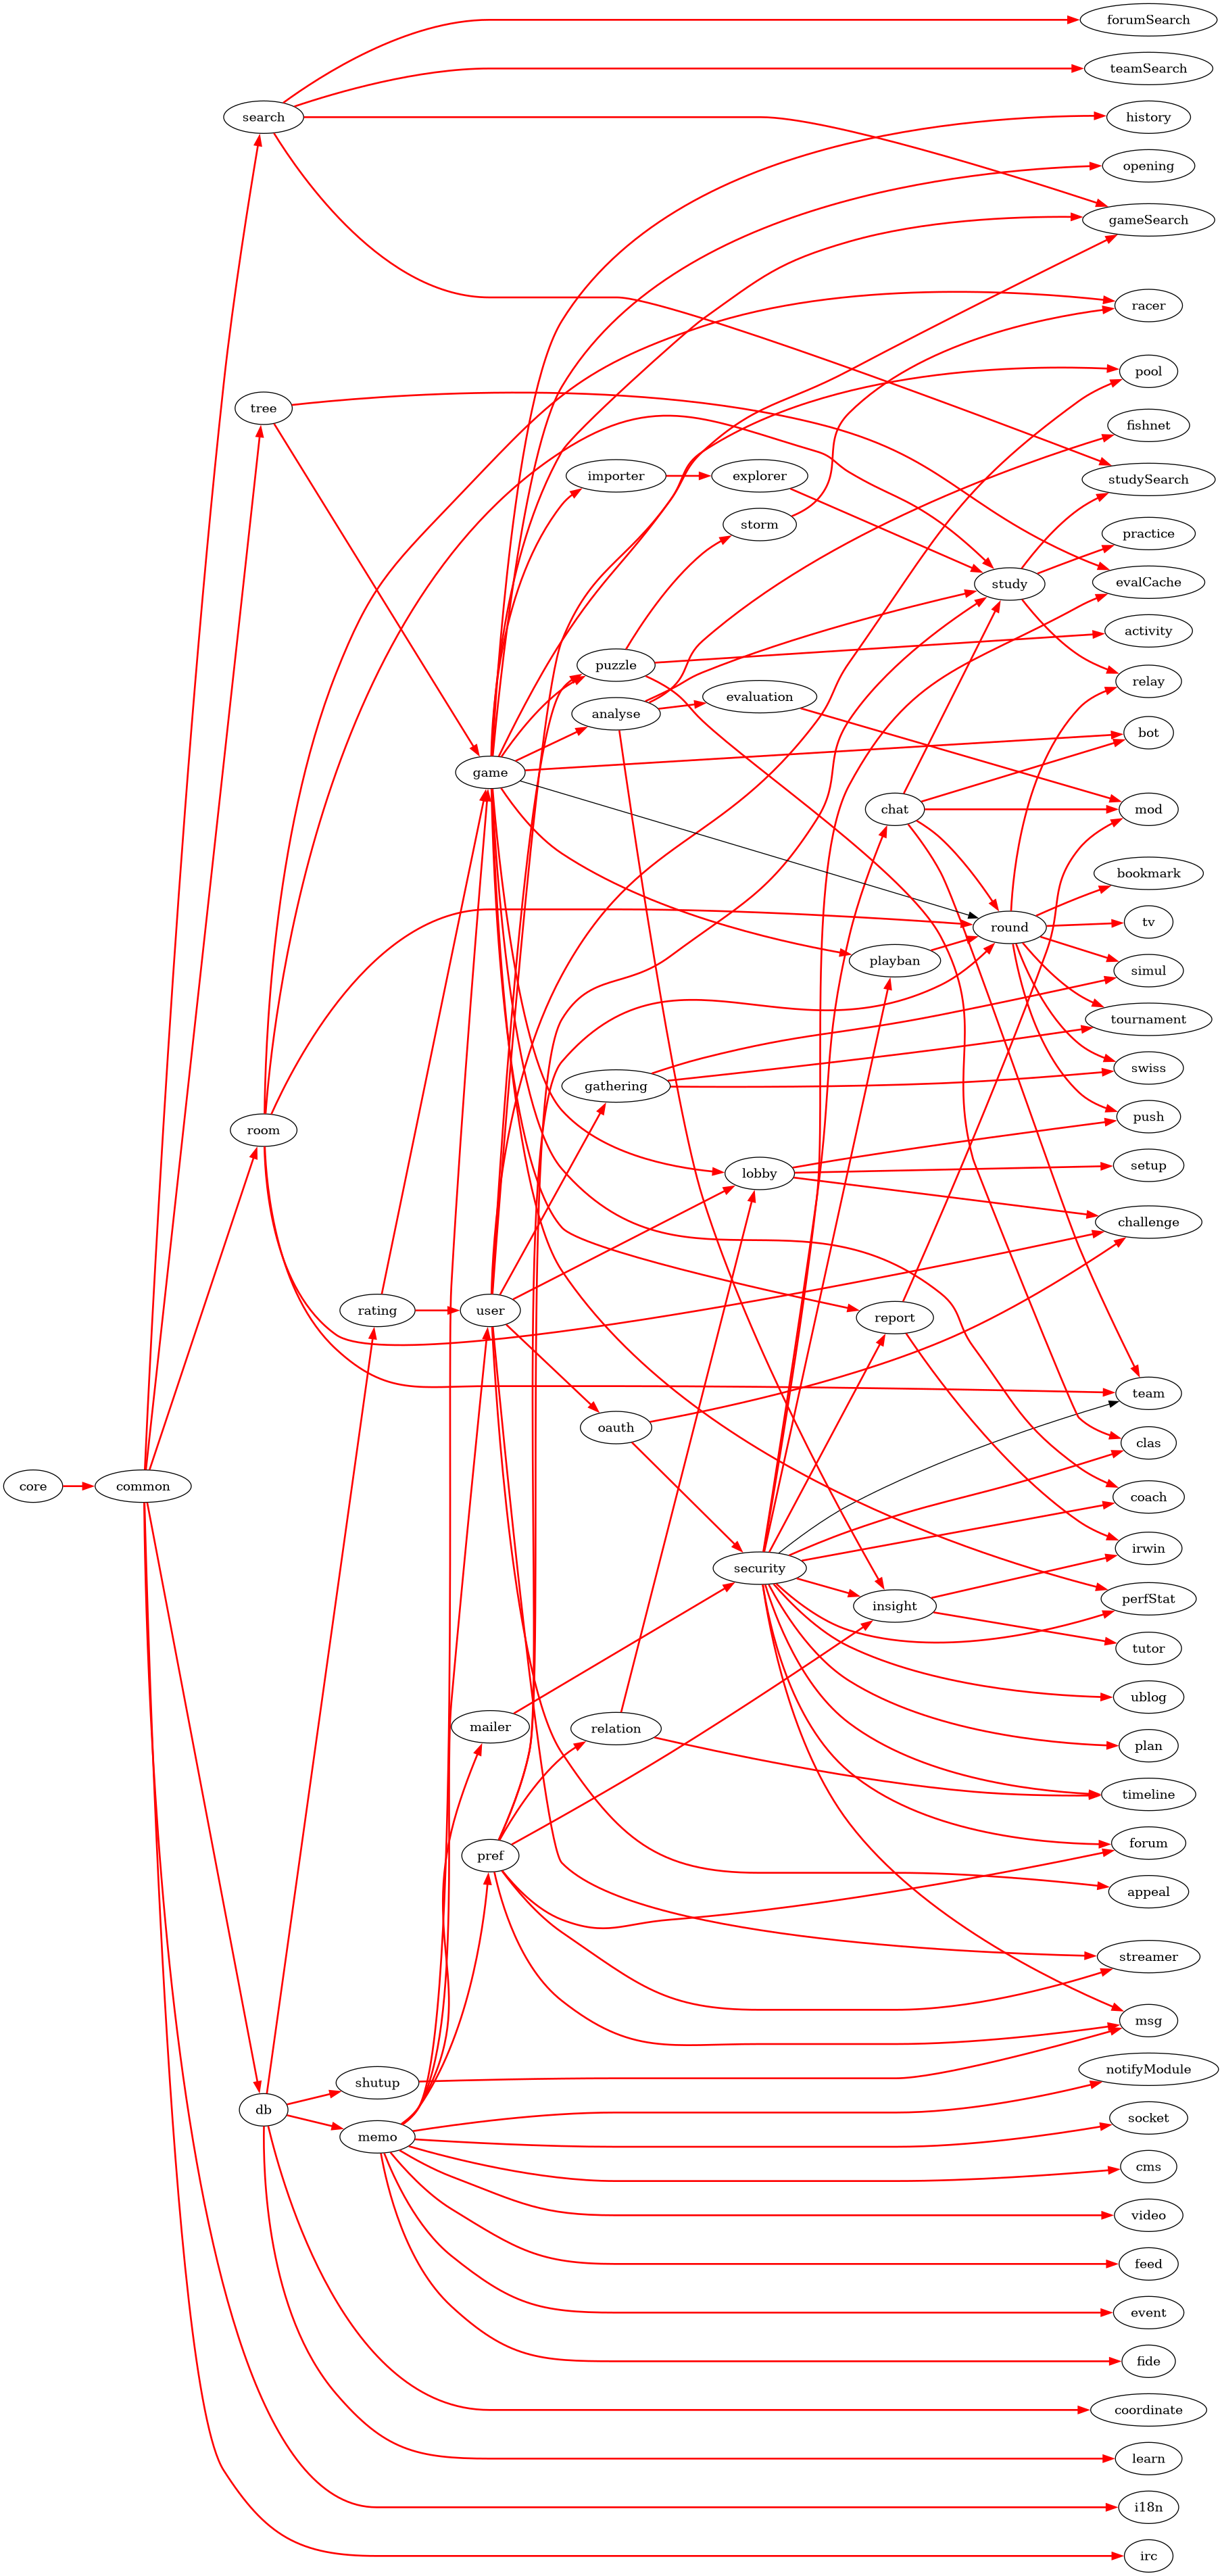 forumSearch
teamSearch
search
history
opening
gameSearch
racer
pool
tree
fishnet
importer
explorer
studySearch
storm
practice
evalCache
study
activity
puzzle
relay
evaluation
analyse
bot
game
chat
mod
bookmark
tv
round
playban
simul
tournament
swiss
gathering
push
room
setup
lobby
challenge
rating
user
report
team
oauth
clas
core
common
coach
irwin
security
perfStat
insight
tutor
ublog
mailer
relation
plan
timeline
forum
pref
appeal
streamer
msg
notifyModule
shutup
db
socket
memo
cms
video
feed
event
fide
coordinate
learn
i18n
irc